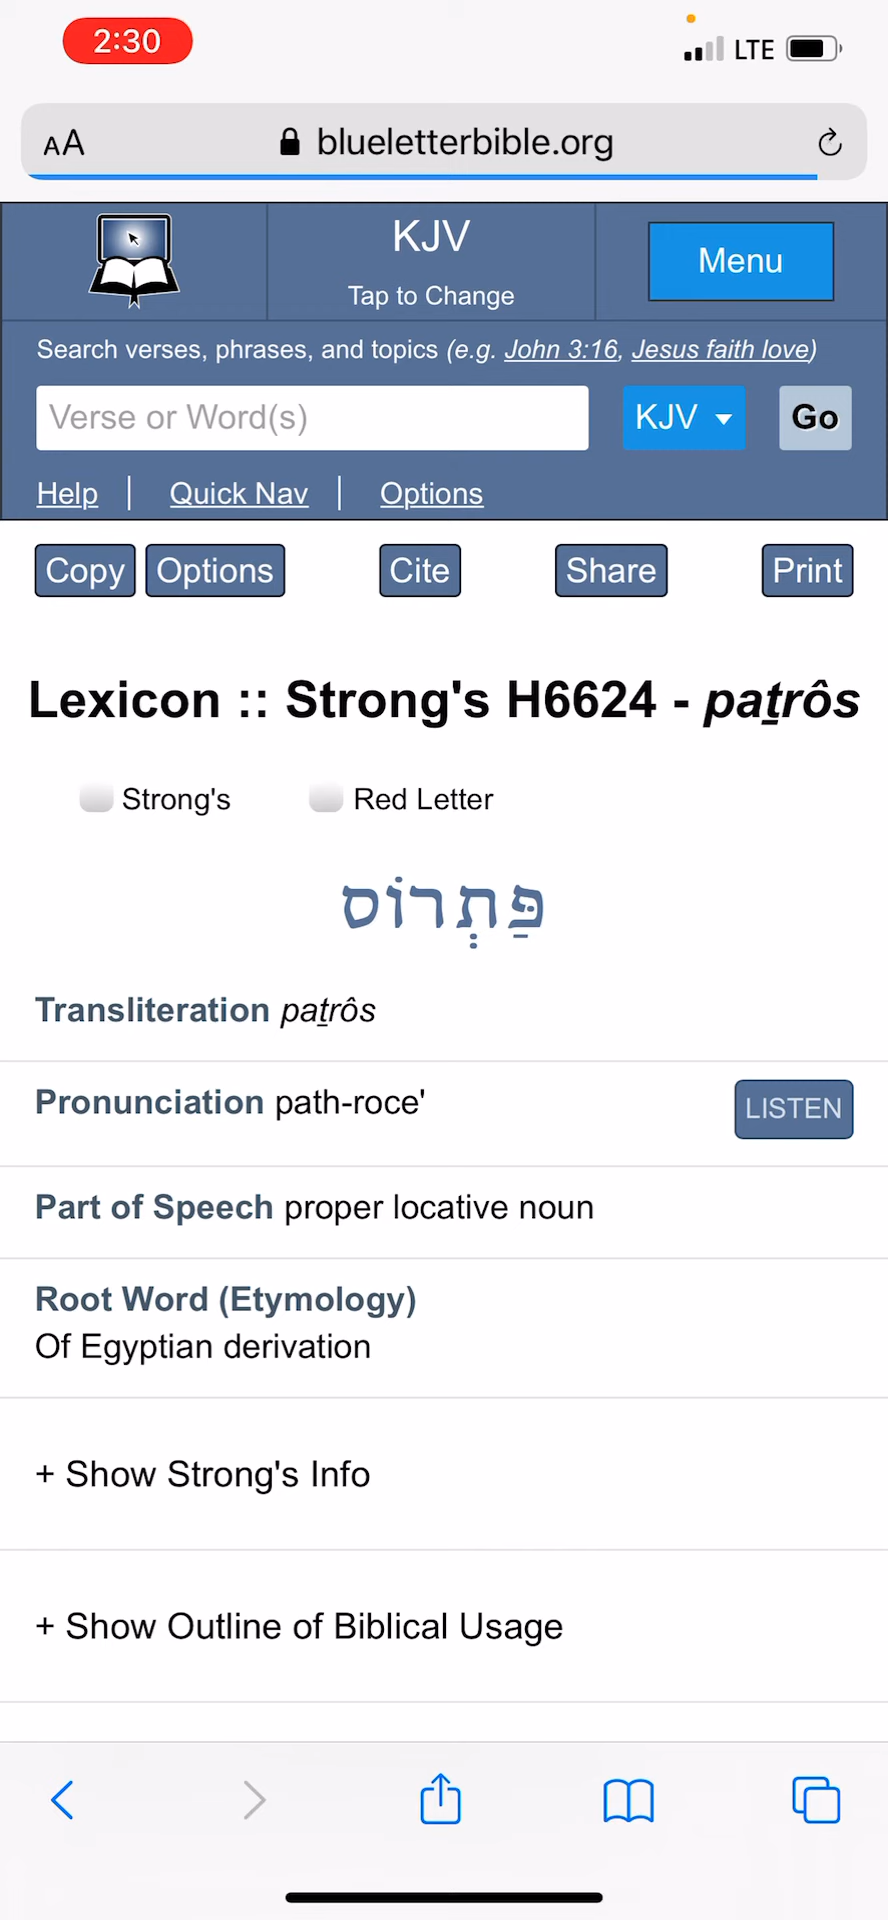 2:30
LTE
AA blueletterbible.org
KJV
Tap to Change
Menu
Search verses, phrases, and topics (e.g. John 3:16, Jesus faith love)
Verse or Word(s) KJV Go
Help | Quick Nav | Options
Copy Options Cite Share Print
Lexicon :: Strong's H6624 - paṯrôs
Strong's Red Letter
פַּתְרוֹס
Transliteration paṯrôs
Pronunciation path-roce' LISTEN
Part of Speech proper locative noun
Root Word (Etymology)
Of Egyptian derivation
+ Show Strong's Info
+ Show Outline of Biblical Usage